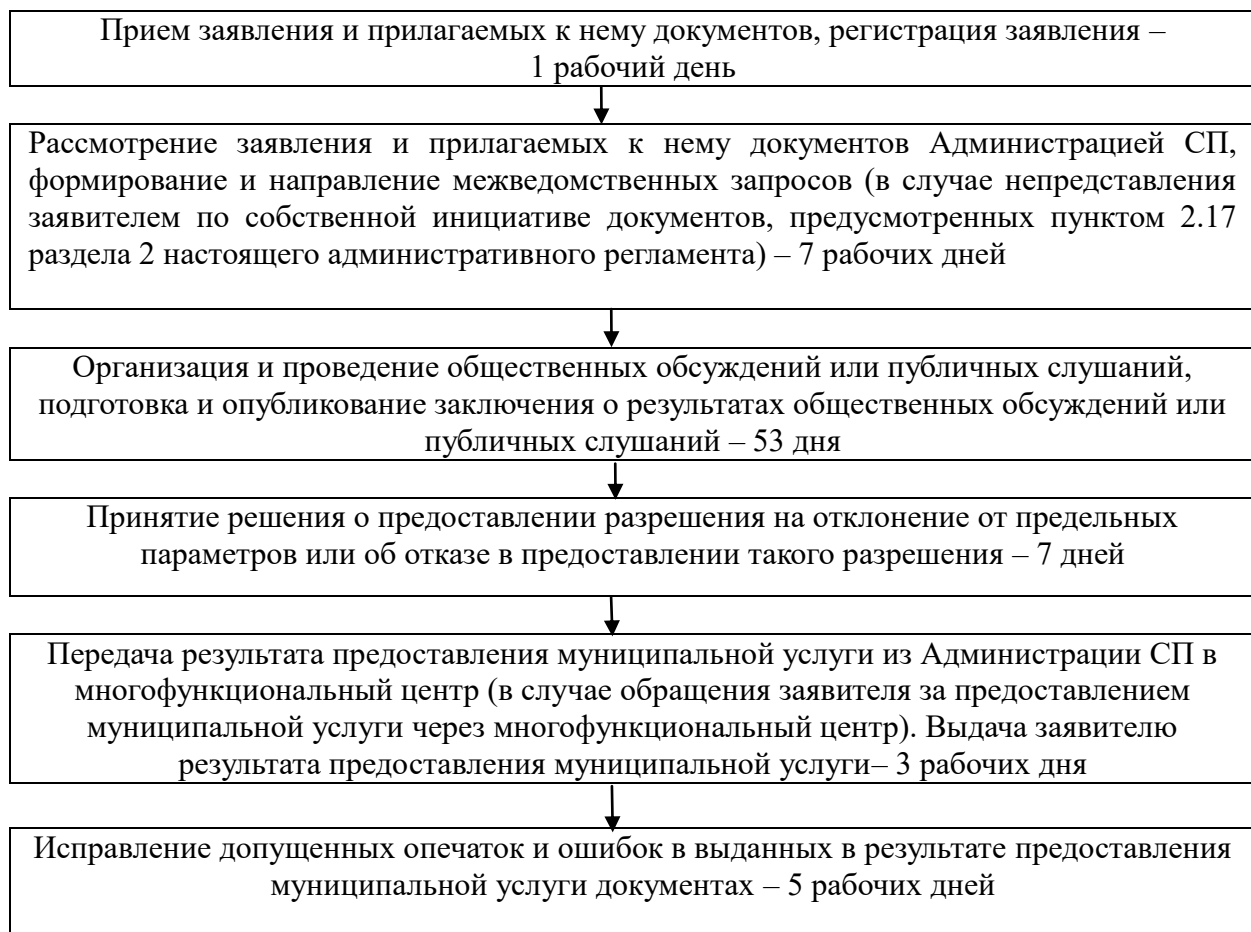 Прием заявления и прилагаемых к нему документов, регистрация заявления –
1 рабочий день
Рассмотрение заявления и прилагаемых к нему документов Администрацией СП,
формирование и направление межведомственных запросов (в случае непредставления
заявителем по собственной инициативе документов, предусмотренных пунктом 2.17
раздела 2 настоящего административного регламента) – 7 рабочих дней
Организация и проведение общественных обсуждений или публичных слушаний,
подготовка и опубликование заключения о результатах общественных обсуждений или
публичных слушаний – 53 дня
Принятие решения о предоставлении разрешения на отклонение от предельных
параметров или об отказе в предоставлении такого разрешения – 7 дней
Передача результата предоставления муниципальной услуги из Администрации СП в
многофункциональный центр (в случае обращения заявителя за предоставлением
муниципальной услуги через многофункциональный центр). Выдача заявителю
результата предоставления муниципальной услуги– 3 рабочих дня
Исправление допущенных опечаток и ошибок в выданных в результате предоставления
муниципальной услуги документах – 5 рабочих дней